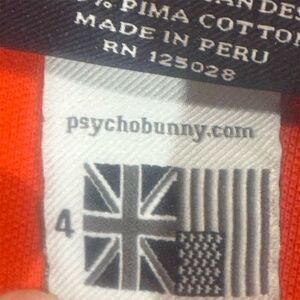 PIMA COTTON
MADE IN PERU
RN 125028
psychobunny.com
4